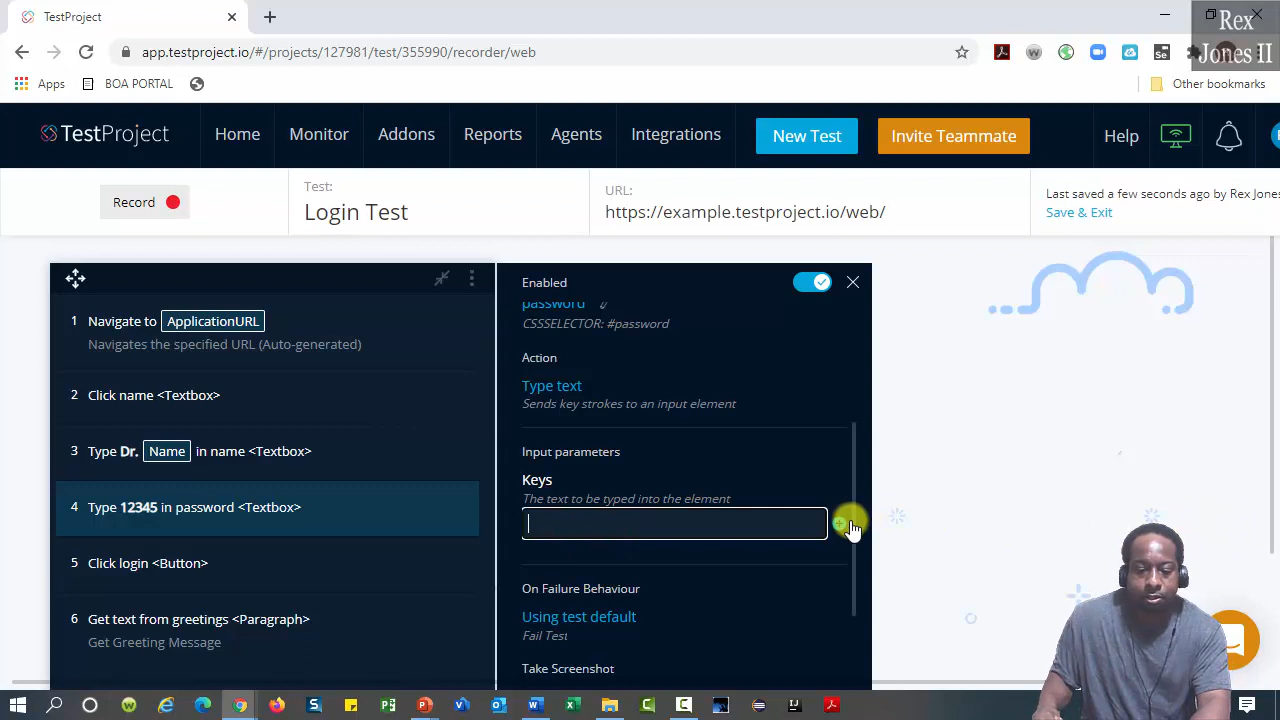 TestProject
Rex
Jones II
app.testproject.io/#/projects/127981/test/355990/recorder/web
Apps
BOA PORTAL
Other bookmarks
TestProject
Home
Monitor
Addons
Reports
Agents
Integrations
New Test
Invite Teammate
Help
Record
Test:
Login Test
URL:
https://example.testproject.io/web/
Last saved a few seconds ago by Rex Jones
Save & Exit
1 Navigate to ApplicationURL
Navigates the specified URL (Auto-generated)
2 Click name <Textbox>
3 Type Dr. Name in name <Textbox>
4 Type 12345 in password <Textbox>
5 Click login <Button>
6 Get text from greetings <Paragraph>
Get Greeting Message
Enabled
password
CSSSELECTOR: #password
Action
Type text
Sends key strokes to an input element
Input parameters
Keys
The text to be typed into the element
On Failure Behaviour
Using test default
Fail Test
Take Screenshot